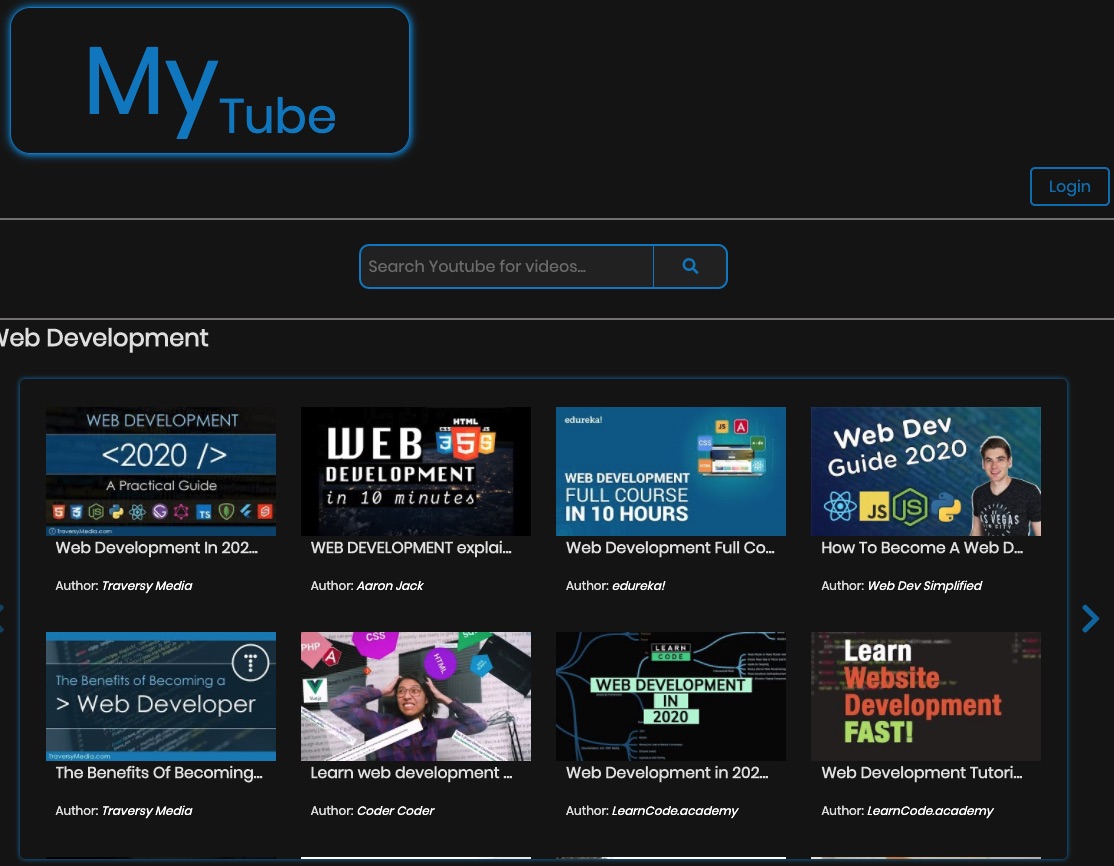 My Tube
Login
Search Youtube for videos...
Web Development
WEB DEVELOPMENT
<2020 />
A Practical Guide
TraversyMedia.com
Web Development In 202...
Author: Traversy Media
HTML
WEB
DEVELOPMENT
in 10 minutes
WEB DEVELOPMENT explai...
Author: Aaron Jack
edureka!
JS
CSS
WEB DEVELOPMENT
FULL COURSE
IN 10 HOURS
Web Development Full Co...
Author: edureka!
Web Dev
Guide 2020
JS
LAS VEGAS
How To Become A Web D...
Author: Web Dev Simplified
The Benefits of Becoming a
> Web Developer
TraversyMedia.com
The Benefits Of Becoming...
Author: Traversy Media
PHP
CSS
HTML
Learn web development ...
Author: Coder Coder
LEARN
CODE
WEB DEVELOPMENT
IN
2020
Web Development in 202...
Author: LearnCode.academy
Learn
Website
Development
FAST!
Web Development Tutori...
Author: LearnCode.academy